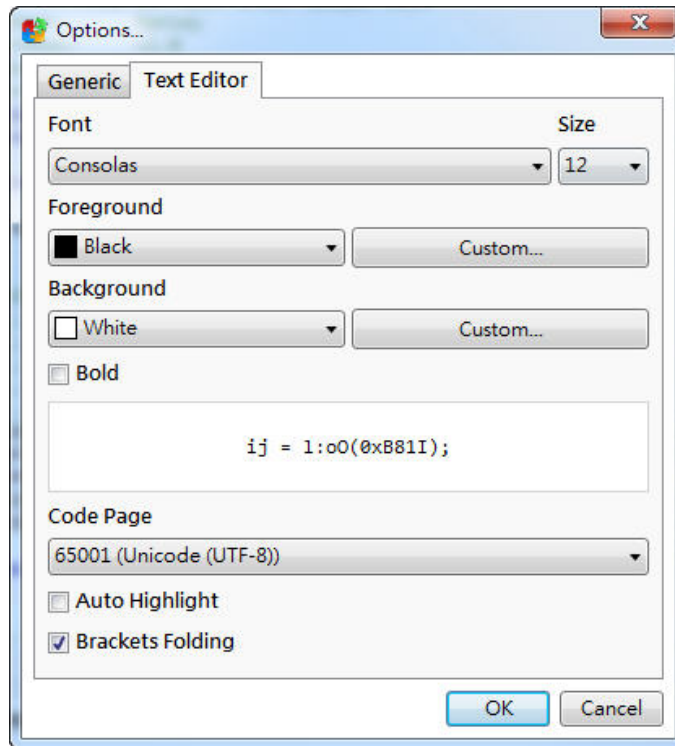 Options...
Generic Text Editor
Font Size
Consolas 12
Foreground
Black Custom...
Background
White Custom...
Bold
ij = l:oO(0xB81I);
Code Page
65001 (Unicode (UTF-8))
Auto Highlight
Brackets Folding
OK Cancel